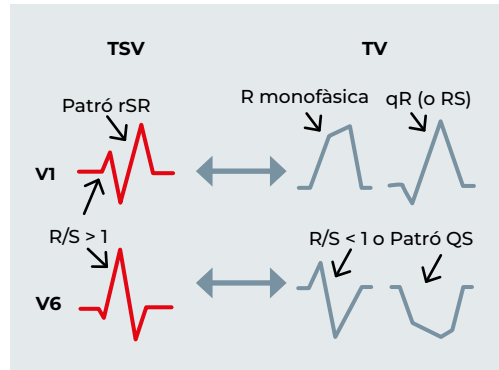 TSV
TV
Patró rSR
R monofàsica
qR (o RS)
V1
R/S > 1
R/S < 1 o Patró QS
V6